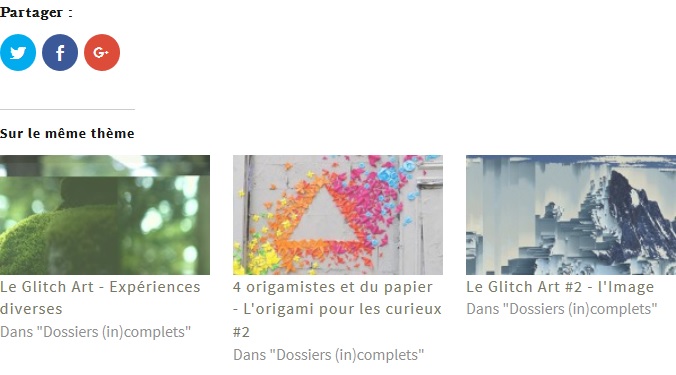 Partager :
Sur le même thème
Le Glitch Art - Expériences
diverses
Dans "Dossiers (in)complets"
4 origamistes et du papier
- L'origami pour les curieux
#2
Dans "Dossiers (in)complets"
Le Glitch Art #2 - l'Image
Dans "Dossiers (in)complets"